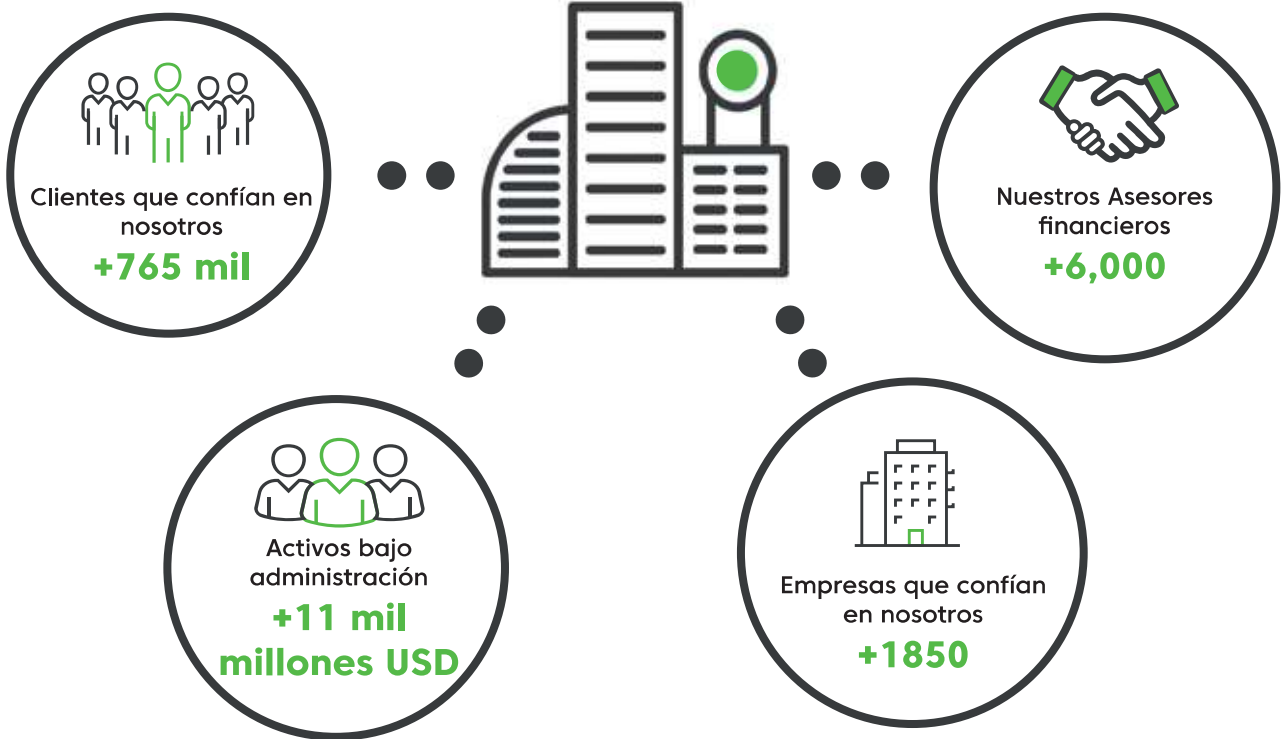 Clientes que confían en
nosotros
+765 mil
Nuestros Asesores
financieros
+6,000
Activos bajo
administración
+11 mil
millones USD
Empresas que confían
en nosotros
+1850